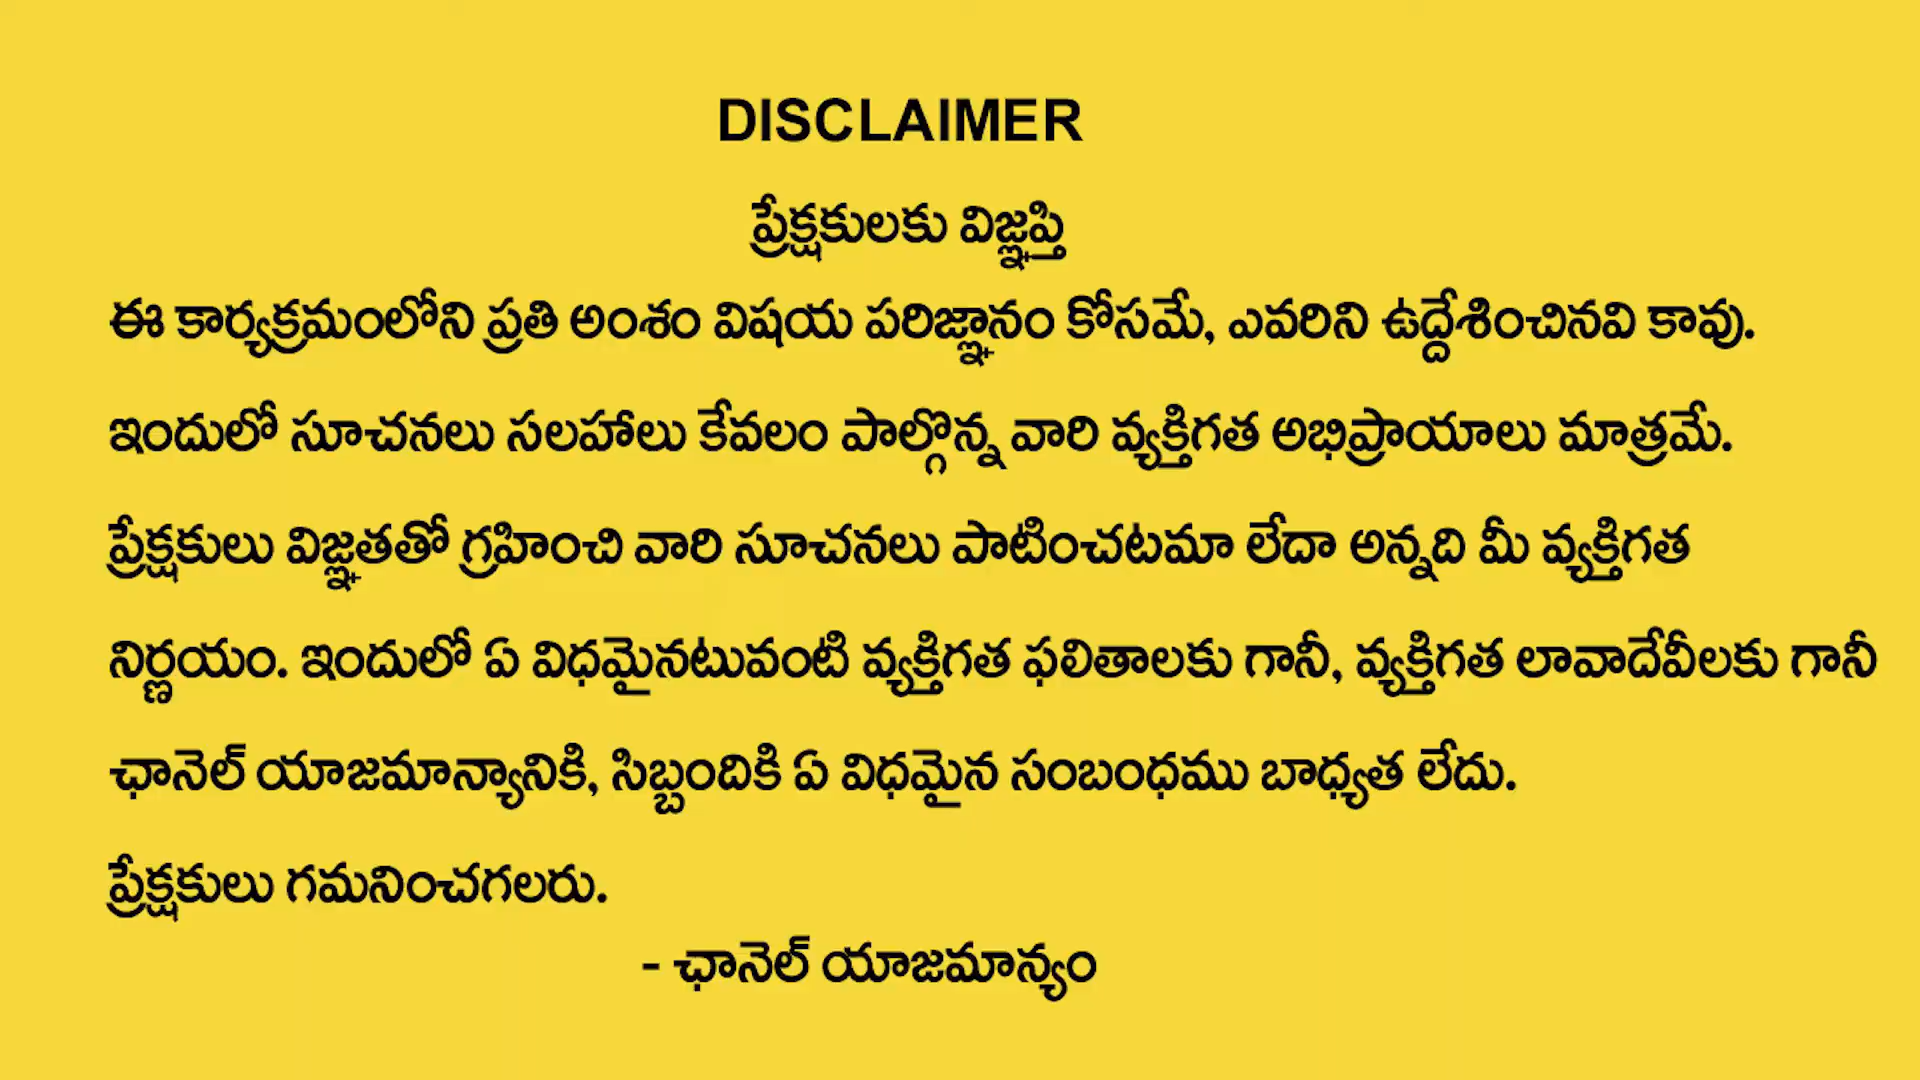 DISCLAIMER
ప్రేక్షకులకు విజ్ఞప్తి
ఈ కార్యక్రమంలోని ప్రతి అంశం విషయ పరిజ్ఞానం కోసమే, ఎవరిని ఉద్దేశించినవి కావు.
ఇందులో సూచనలు సలహాలు కేవలం పాల్గొన్న వారి వ్యక్తిగత అభిప్రాయాలు మాత్రమే.
ప్రేక్షకులు విజ్ఞతతో గ్రహించి వారి సూచనలు పాటించటమా లేదా అన్నది మీ వ్యక్తిగత
నిర్ణయం. ఇందులో ఏ విధమైనటువంటి వ్యక్తిగత ఫలితాలకు గానీ, వ్యక్తిగత లావాదేవీలకు గానీ
ఛానెల్ యాజమాన్యానికి, సిబ్బందికి ఏ విధమైన సంబంధము బాధ్యత లేదు.
ప్రేక్షకులు గమనించగలరు.
- ఛానెల్ యాజమాన్యం